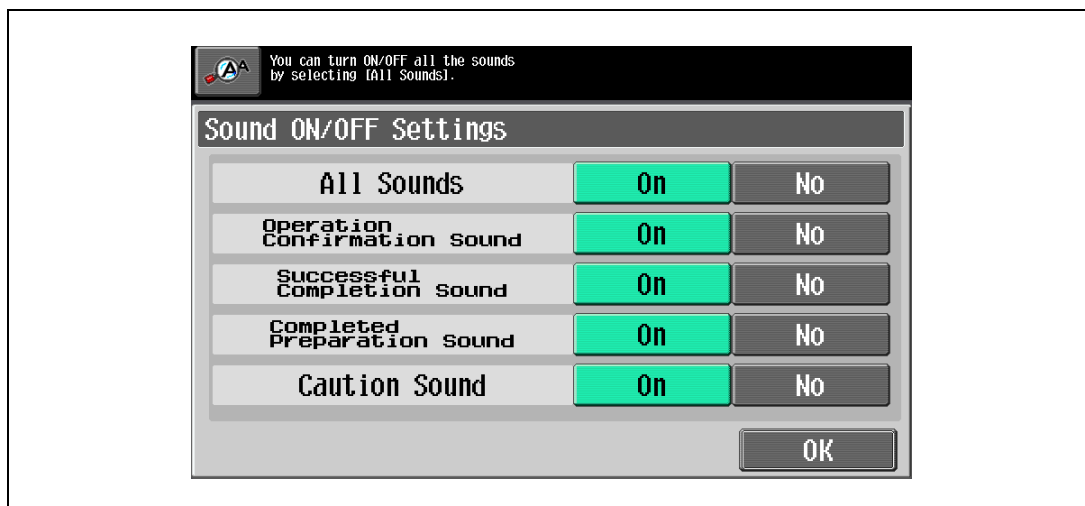 You can turn ON/OFF all the sounds
by selecting [All Sounds].
Sound ON/OFF Settings
All Sounds On No
Operation
Confirmation Sound On No
Successful
Completion Sound On No
Completed
Preparation Sound On No
Caution Sound On No
OK